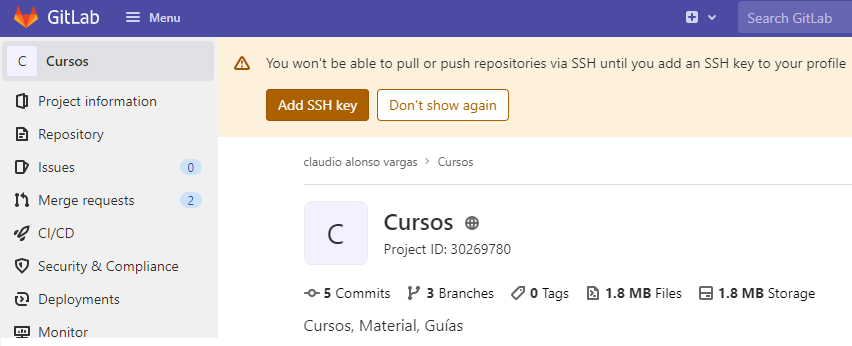 GitLab
Menu
Search GitLab
C
Cursos
Project information
Repository
Issues
0
Merge requests
2
CI/CD
Security & Compliance
Deployments
Monitor
You won't be able to pull or push repositories via SSH until you add an SSH key to your profile
Add SSH key
Don't show again
claudio alonso vargas > Cursos
C
Cursos
Project ID: 30269780
5 Commits
3 Branches
0 Tags
1.8 MB Files
1.8 MB Storage
Cursos, Material, Guías